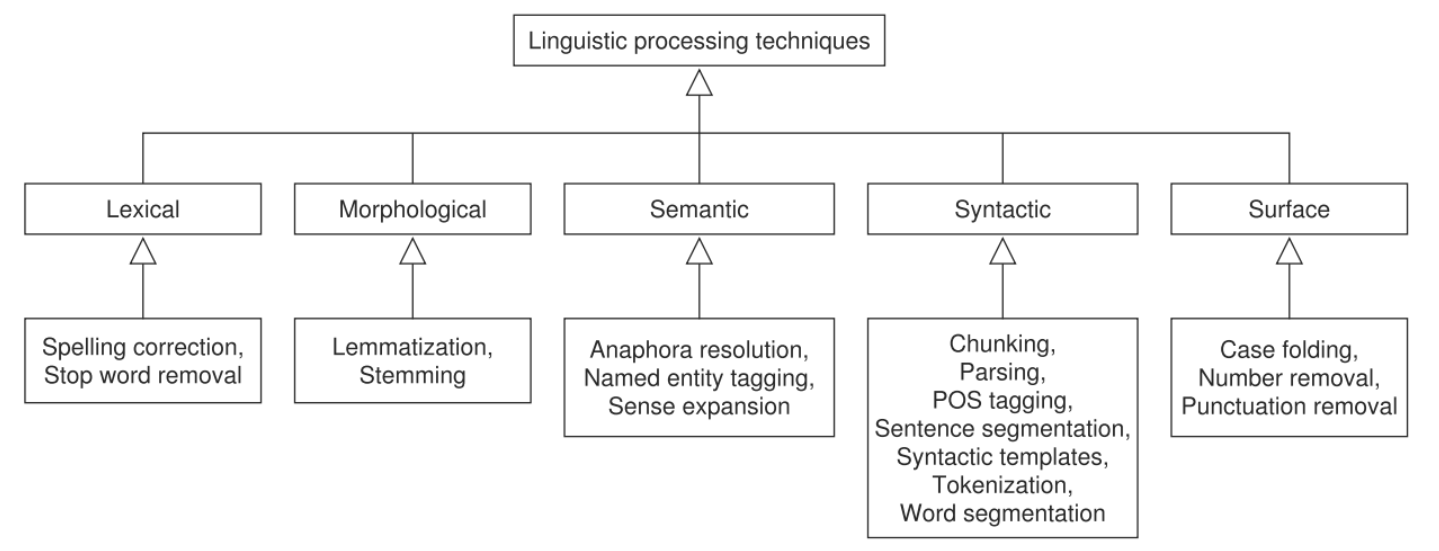 Linguistic processing techniques
Lexical
Morphological
Semantic
Syntactic
Surface
Spelling correction,
Stop word removal
Lemmatization,
Stemming
Anaphora resolution,
Named entity tagging,
Sense expansion
Chunking,
Parsing,
POS tagging,
Sentence segmentation,
Syntactic templates,
Tokenization,
Word segmentation
Case folding,
Number removal,
Punctuation removal